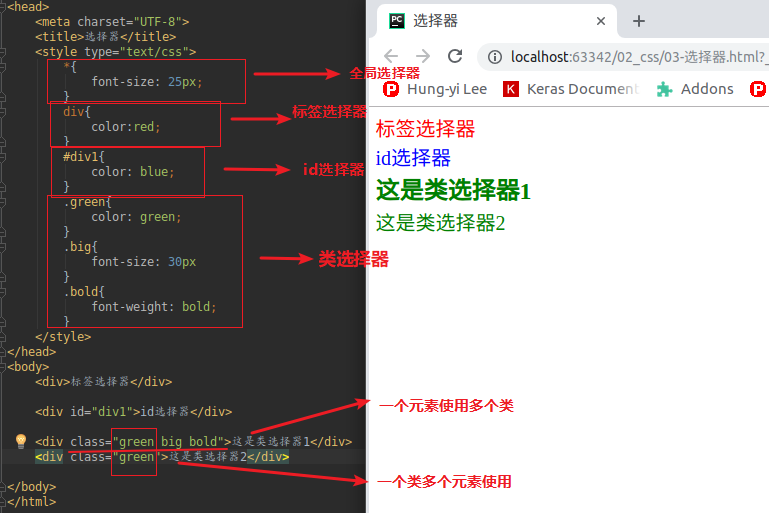 <head>
<meta charset="UTF-8">
<title>选择器</title>
<style type="text/css">
*{
font-size: 25px;
}
div{
color:red;
}
#div1{
color: blue;
}
.green{
color: green;
}
.big{
font-size: 30px
}
.bold{
font-weight: bold;
}
</style>
</head>
<body>
<div>标签选择器</div>
<div id="div1">id选择器</div>
<div class="green big bold">这是类选择器1</div>
<div class="green">这是类选择器2</div>
</body>
</html>
全局选择器
标签选择器
id选择器
类选择器
一个元素使用多个类
一个类多个元素使用
PC
选择器
localhost:63342/02_css/03-选择器.html?_
Hung-yi Lee
K
Keras Document
Addons
标签选择器
id选择器
这是类选择器1
这是类选择器2